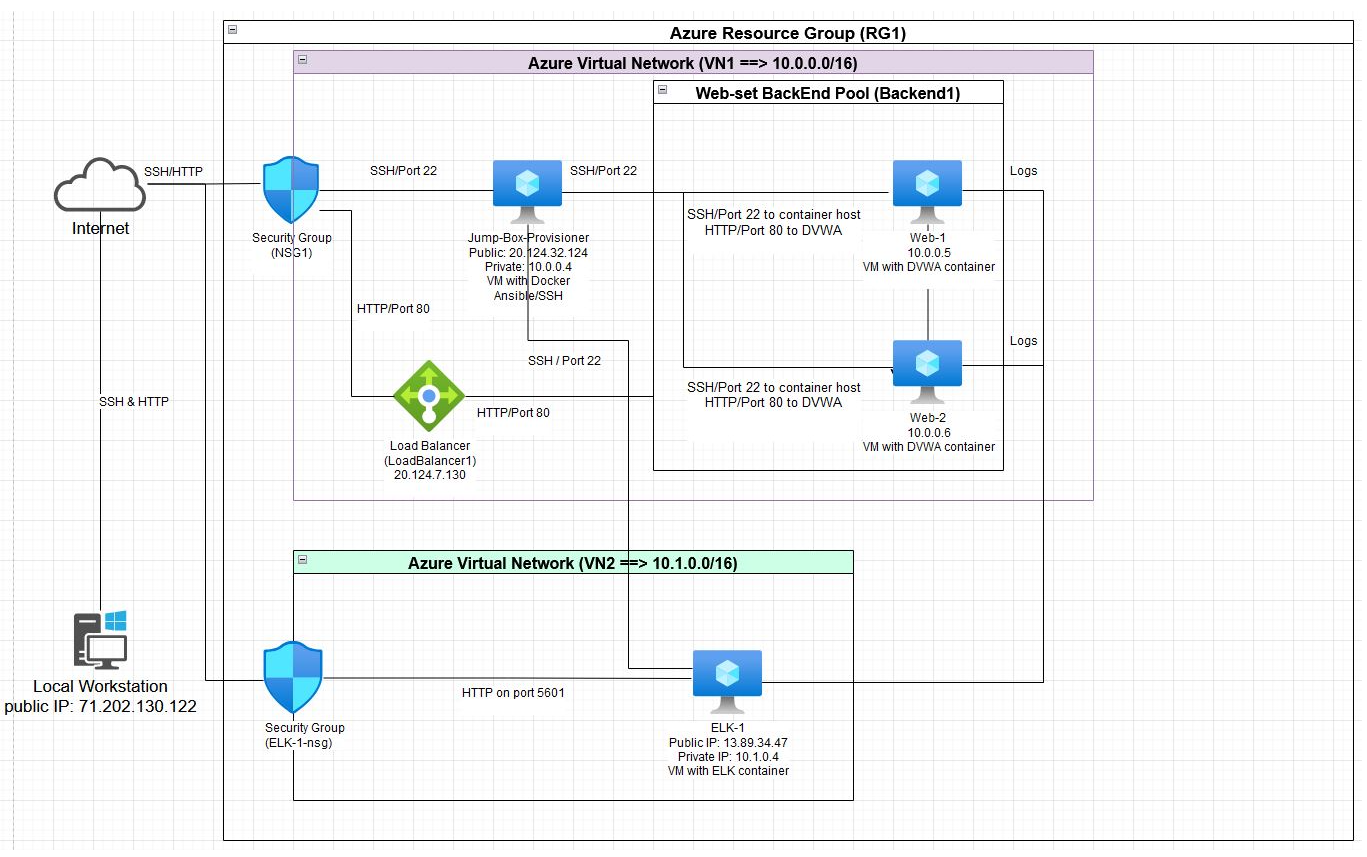 Azure Resource Group (RG1)
Azure Virtual Network (VN1 ==> 10.0.0.0/16)
Web-set BackEnd Pool (Backend1)
SSH/HTTP
Internet
Security Group
(NSG1)
SSH/Port 22
Jump-Box-Provisioner
Public: 20.124.32.124
Private: 10.0.0.4
VM with Docker
Ansible/SSH
SSH/Port 22
SSH/Port 22 to container host
HTTP/Port 80 to DVWA
Web-1
10.0.0.5
VM with DVWA container
Logs
HTTP/Port 80
SSH / Port 22
Logs
SSH/Port 22 to container host
HTTP/Port 80 to DVWA
Web-2
10.0.0.6
VM with DVWA container
HTTP/Port 80
Load Balancer
(LoadBalancer1)
20.124.7.130
SSH & HTTP
Azure Virtual Network (VN2 ==> 10.1.0.0/16)
Local Workstation
public IP: 71.202.130.122
Security Group
(ELK-1-nsg)
HTTP on port 5601
ELK-1
Public IP: 13.89.34.47
Private IP: 10.1.0.4
VM with ELK container